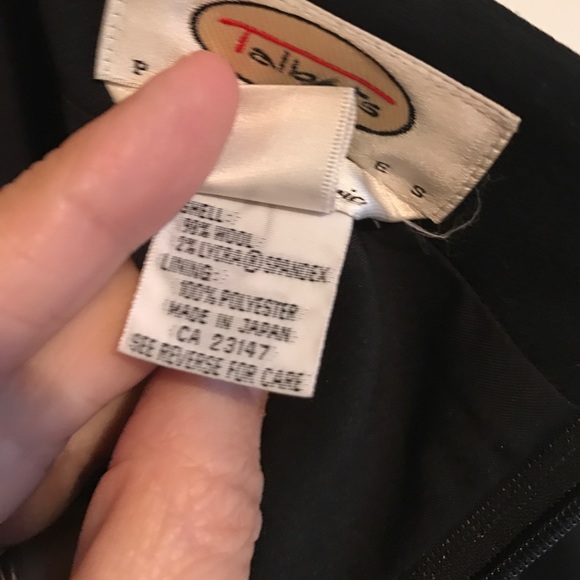 Talbots
P E S
SHELL:
98% WOOL
2% LYCRA® SPANDEX
LINING:
100% POLYESTER
MADE IN JAPAN
CA 23147
SEE REVERSE FOR CARE